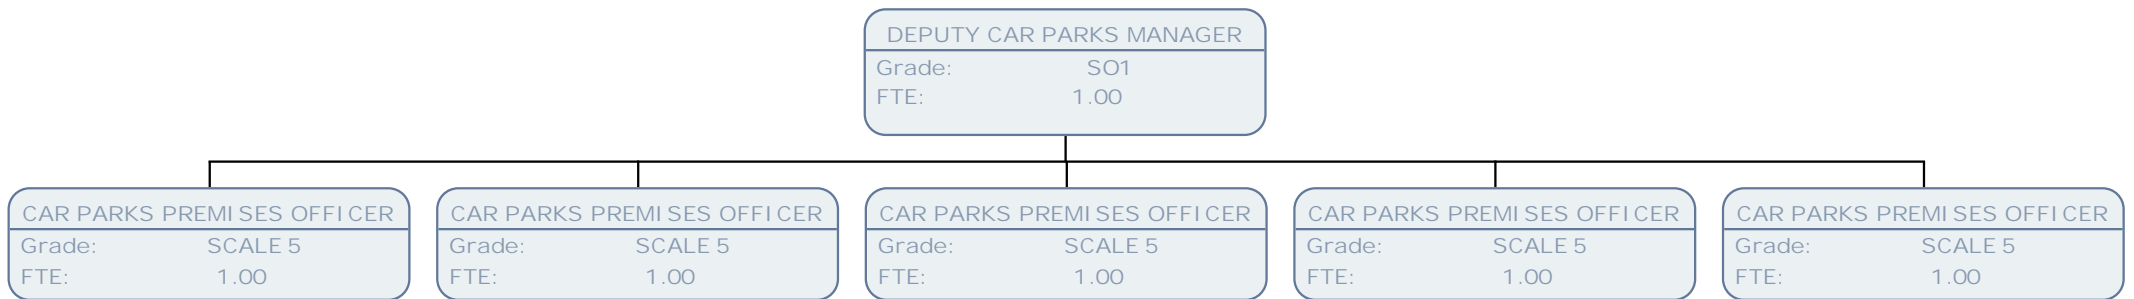 DEPUTY CAR PARKS MANAGER
Grade: SO1
FTE: 1.00
CAR PARKS PREMISES OFFICER
Grade: SCALE 5
FTE: 1.00
CAR PARKS PREMISES OFFICER
Grade: SCALE 5
FTE: 1.00
CAR PARKS PREMISES OFFICER
Grade: SCALE 5
FTE: 1.00
CAR PARKS PREMISES OFFICER
Grade: SCALE 5
FTE: 1.00
CAR PARKS PREMISES OFFICER
Grade: SCALE 5
FTE: 1.00